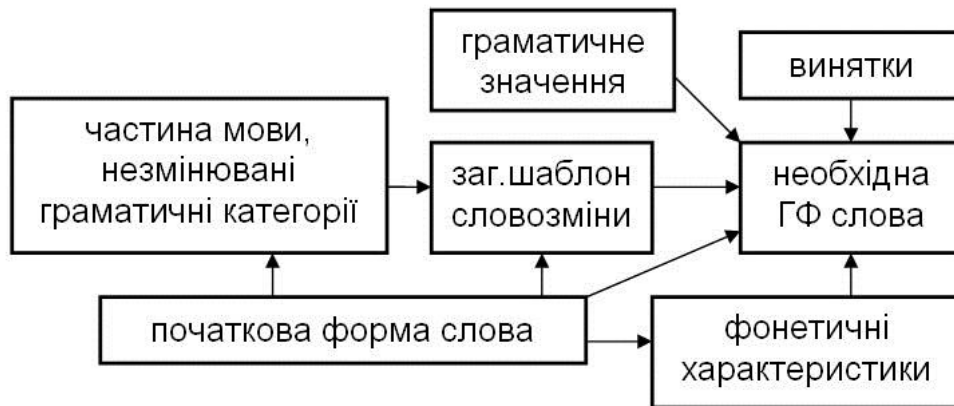 граматичне
значення
винятки
частина мови,
незмінювані
граматичні категорії
заг.шаблон
словозміни
необхідна
ГФ слова
початкова форма слова
фонетичні
характеристики